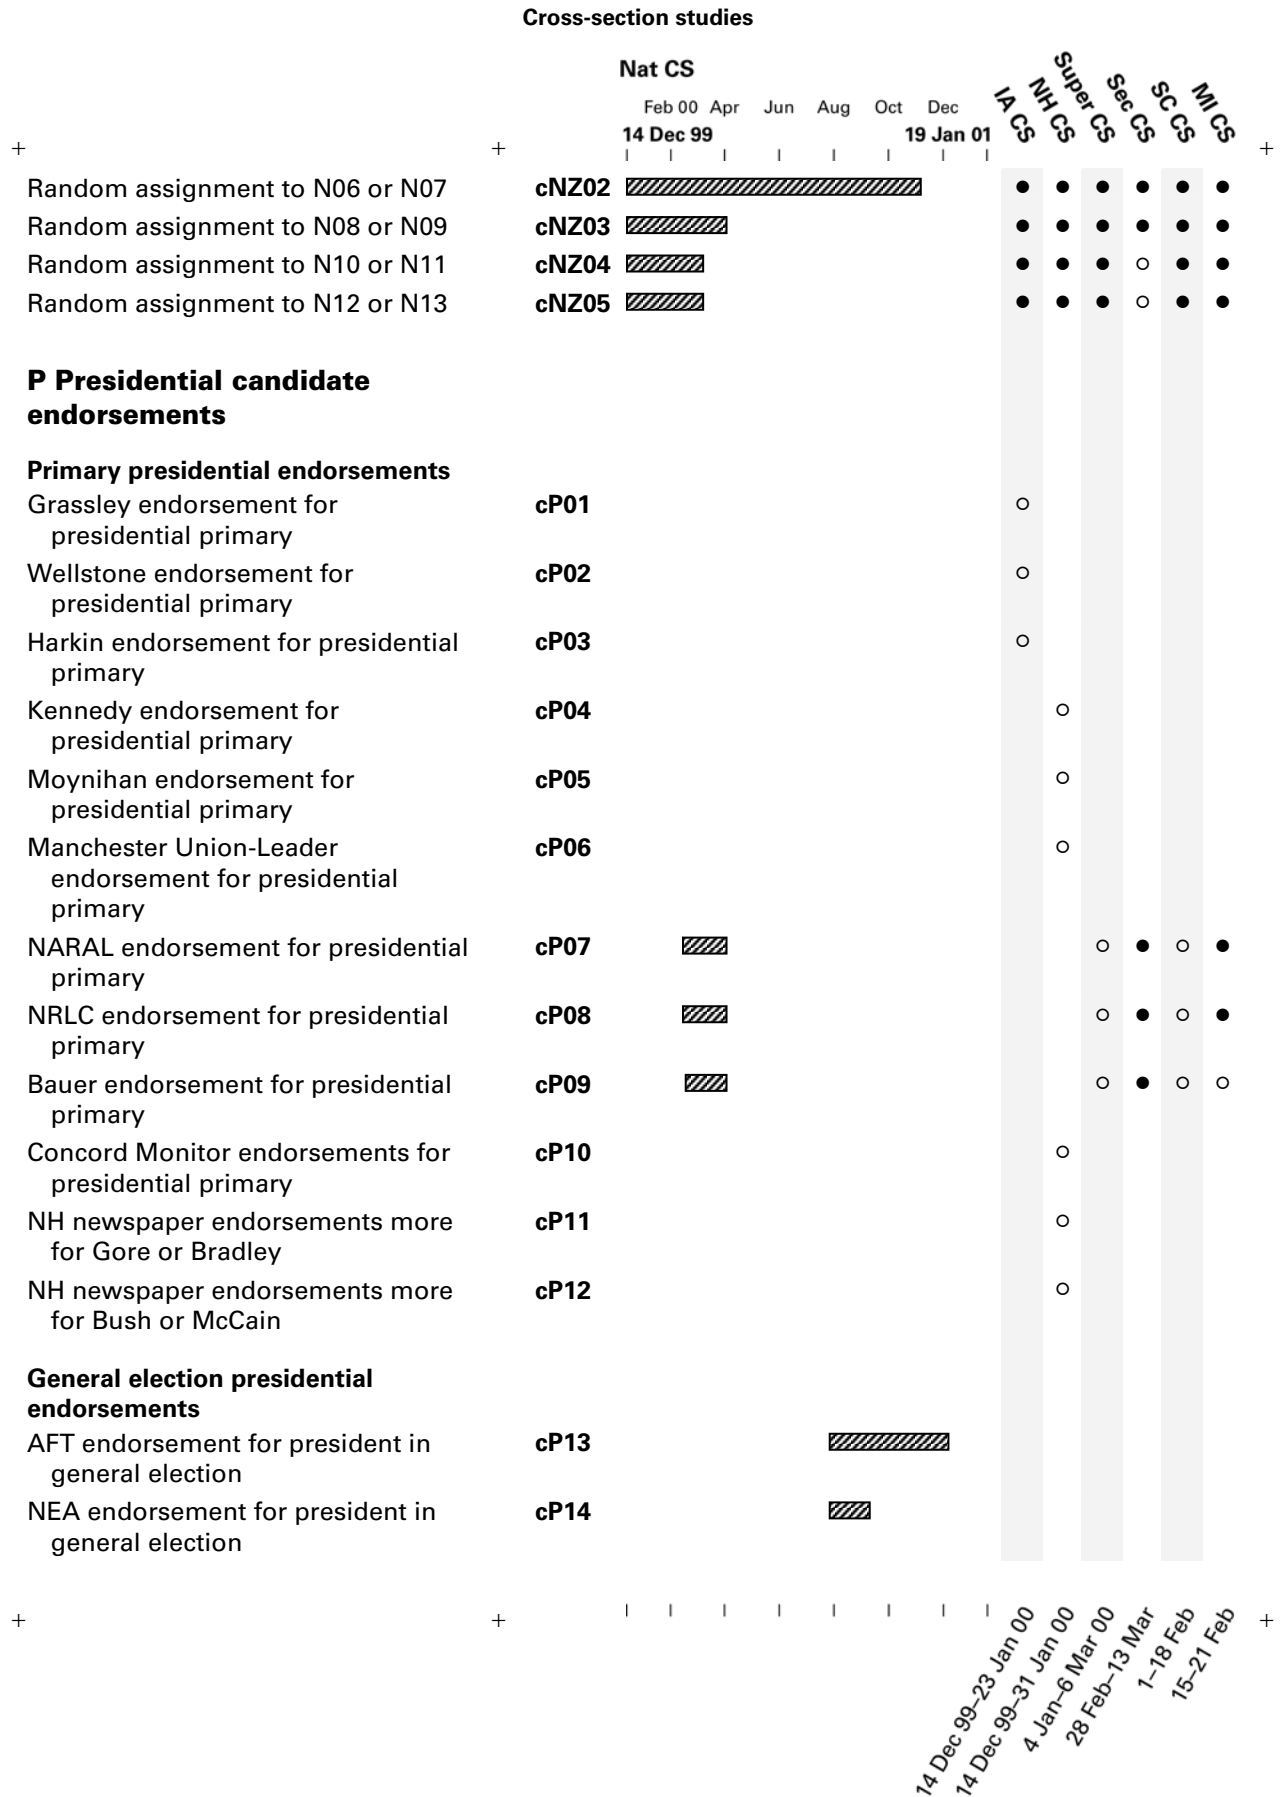 Cross-section studies
Nat CS
Feb 00 Apr Jun Aug Oct Dec
14 Dec 99 19 Jan 01
IA CS
NH CS
Super CS
Sec CS
SC CS
MI CS
Random assignment to N06 or N07 cNZ02
Random assignment to N08 or N09 cNZ03
Random assignment to N10 or N11 cNZ04
Random assignment to N12 or N13 cNZ05
P Presidential candidate
endorsements
Primary presidential endorsements
Grassley endorsement for cP01
presidential primary
Wellstone endorsement for cP02
presidential primary
Harkin endorsement for presidential cP03
primary
Kennedy endorsement for cP04
presidential primary
Moynihan endorsement for cP05
presidential primary
Manchester Union-Leader cP06
endorsement for presidential
primary
NARAL endorsement for presidential cP07
primary
NRLC endorsement for presidential cP08
primary
Bauer endorsement for presidential cP09
primary
Concord Monitor endorsements for cP10
presidential primary
NH newspaper endorsements more cP11
for Gore or Bradley
NH newspaper endorsements more cP12
for Bush or McCain
General election presidential
endorsements
AFT endorsement for president in cP13
general election
NEA endorsement for president in cP14
general election
14 Dec 99–23 Jan 00
14 Dec 99–31 Jan 00
4 Jan–6 Mar 00
28 Feb–13 Mar
1–18 Feb
15–21 Feb